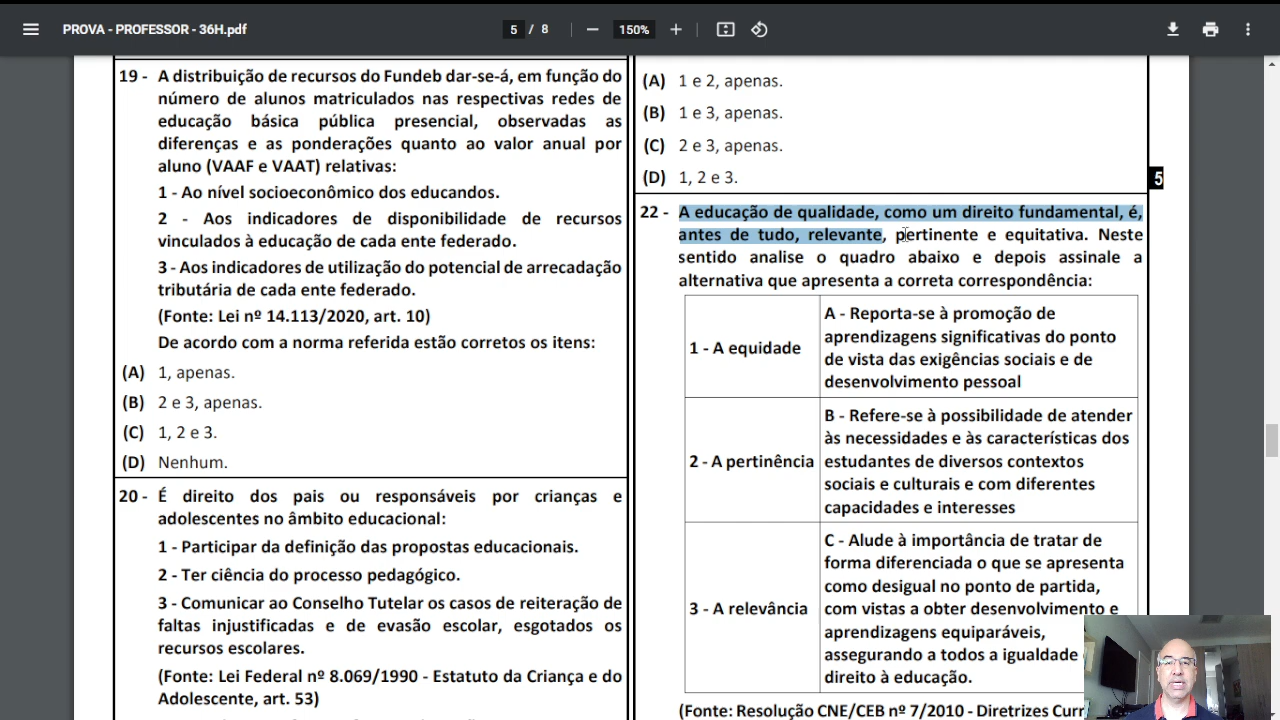 PROVA - PROFESSOR - 36H.pdf
5 / 8
150%
19 - A distribuição de recursos do Fundeb dar-se-á, em função do
número de alunos matriculados nas respectivas redes de
educação básica pública presencial, observadas as
diferenças e as ponderações quanto ao valor anual por
aluno (VAAF e VAAT) relativas:
1 - Ao nível socioeconômico dos educandos.
2 - Aos indicadores de disponibilidade de recursos
vinculados à educação de cada ente federado.
3 - Aos indicadores de utilização do potencial de arrecadação
tributária de cada ente federado.
(Fonte: Lei nº 14.113/2020, art. 10)
De acordo com a norma referida estão corretos os itens:
(A) 1, apenas.
(B) 2 e 3, apenas.
(C) 1, 2 e 3.
(D) Nenhum.
20 - É direito dos pais ou responsáveis por crianças e
adolescentes no âmbito educacional:
1 - Participar da definição das propostas educacionais.
2 - Ter ciência do processo pedagógico.
3 - Comunicar ao Conselho Tutelar os casos de reiteração de
faltas injustificadas e de evasão escolar, esgotados os
recursos escolares.
(Fonte: Lei Federal nº 8.069/1990 - Estatuto da Criança e do
Adolescente, art. 53)
(A) 1 e 2, apenas.
(B) 1 e 3, apenas.
(C) 2 e 3, apenas.
(D) 1, 2 e 3.
5
22 - A educação de qualidade, como um direito fundamental, é,
antes de tudo, relevante, pertinente e equitativa. Neste
sentido analise o quadro abaixo e depois assinale a
alternativa que apresenta a correta correspondência:
1 - A equidade
A - Reporta-se à promoção de
aprendizagens significativas do ponto
de vista das exigências sociais e de
desenvolvimento pessoal
2 - A pertinência
B - Refere-se à possibilidade de atender
às necessidades e às características dos
estudantes de diversos contextos
sociais e culturais e com diferentes
capacidades e interesses
3 - A relevância
C - Alude à importância de tratar de
forma diferenciada o que se apresenta
como desigual no ponto de partida,
com vistas a obter desenvolvimento e
aprendizagens equiparáveis,
assegurando a todos a igualdade
direito à educação.
(Fonte: Resolução CNE/CEB nº 7/2010 - Diretrizes Curr